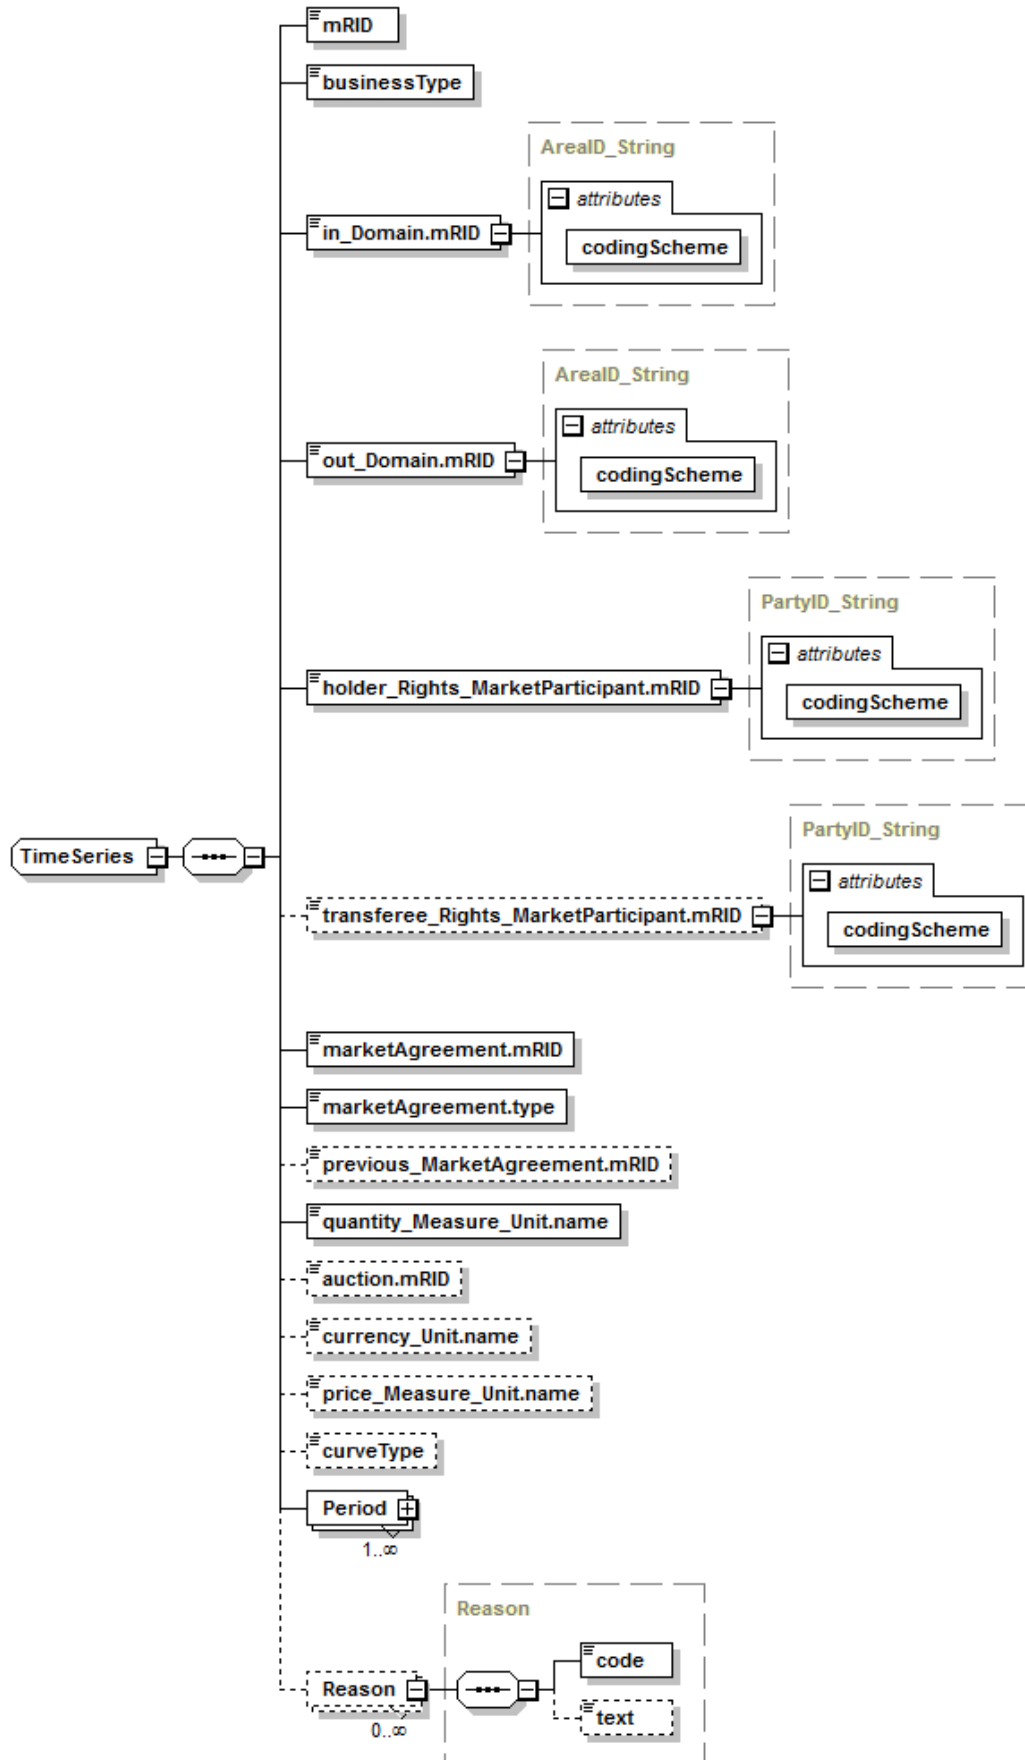 mRID
businessType
AreaID_String
attributes
in_Domain.mRID
codingScheme
AreaID_String
attributes
out_Domain.mRID
codingScheme
PartyID_String
attributes
holder_Rights_MarketParticipant.mRID
codingScheme
PartyID_String
TimeSeries
attributes
transferee_Rights_MarketParticipant.mRID
codingScheme
marketAgreement.mRID
marketAgreement.type
previous_MarketAgreement.mRID
quantity_Measure_Unit.name
auction.mRID
currency_Unit.name
price_Measure_Unit.name
curveType
Period
1..∞
Reason
code
Reason
text
0..∞